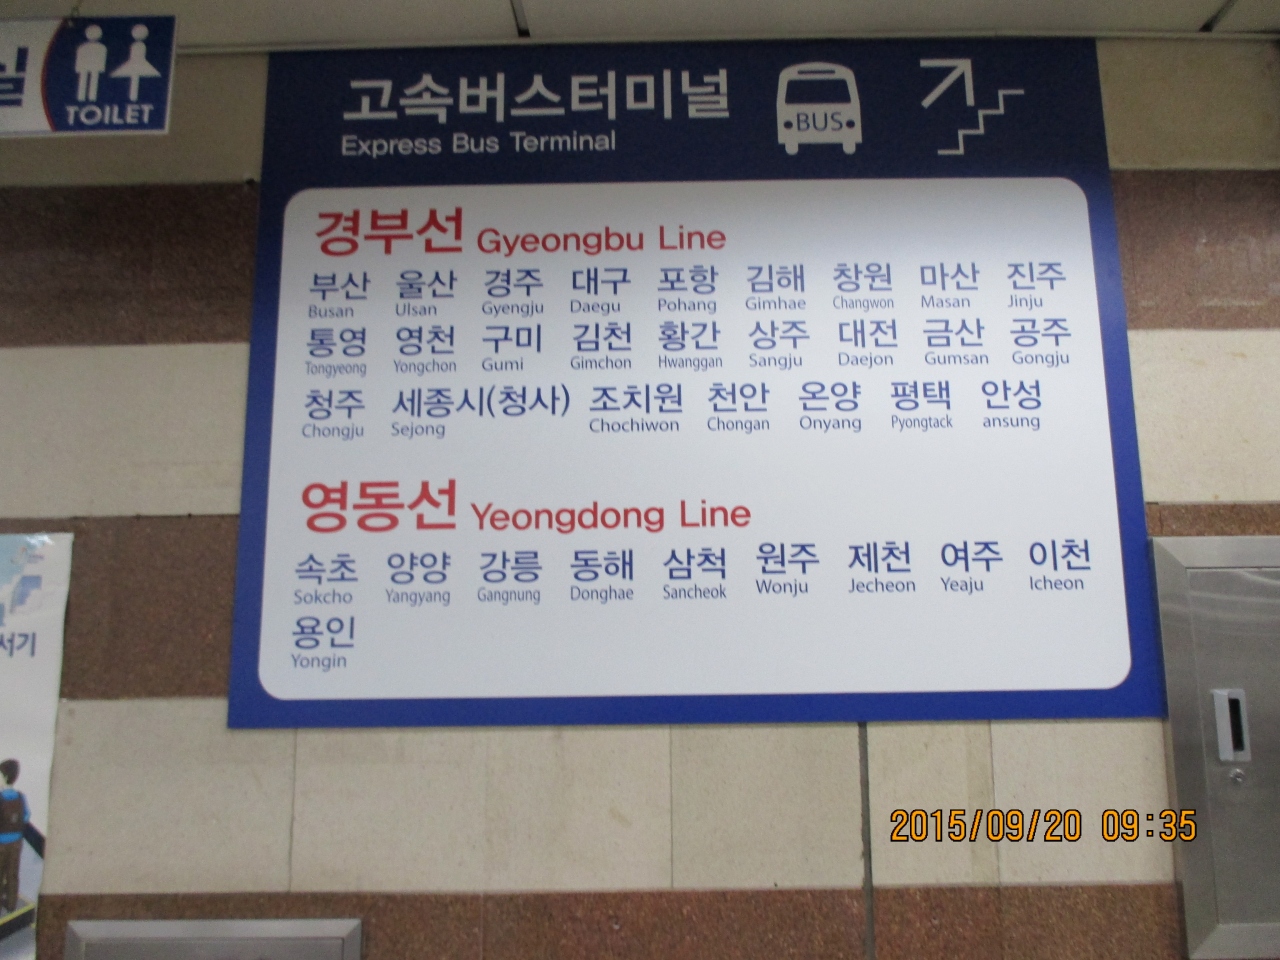 실
TOILET
고속버스터미널
Express Bus Terminal
BUS
경부선 Gyeongbu Line
부산 울산 경주 대구 포항 김해 창원 마산 진주
Busan Ulsan Gyengju Daegu Pohang Gimhae Changwon Masan Jinju
통영 영천 구미 김천 황간 상주 대전 금산 공주
Tongyeong Yongchon Gumi Gimchon Hwanggan Sangju Daejon Gumsan Gongju
청주 세종시(청사) 조치원 천안 온양 평택 안성
Chongju Sejong Chochiwon Chongan Onyang Pyongtack ansung
영동선 Yeongdong Line
속초 양양 강릉 동해 삼척 원주 제천 여주 이천
Sokcho Yangyang Gangnung Donghae Sancheok Wonju Jecheon Yeaju Icheon
용인
Yongin
서기
2015/09/20 09:35